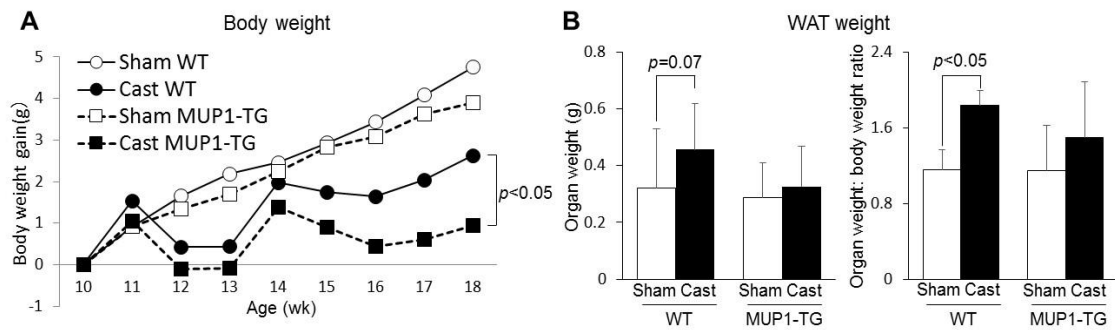 A
Body weight
Sham WT
Cast WT
Sham MUP1-TG
Cast MUP1-TG
Body weight gain(g)
5
4
3
2
1
0
-1
10 11 12 13 14 15 16 17 18
Age (wk)
p<0.05
B
WAT weight
Organ weight (g)
0.8
0.6
0.4
0.2
0
p=0.07
Sham Cast Sham Cast
WT MUP1-TG
Organ weight: body weight ratio
2.4
1.6
0.8
0
p<0.05
Sham Cast Sham Cast
WT MUP1-TG